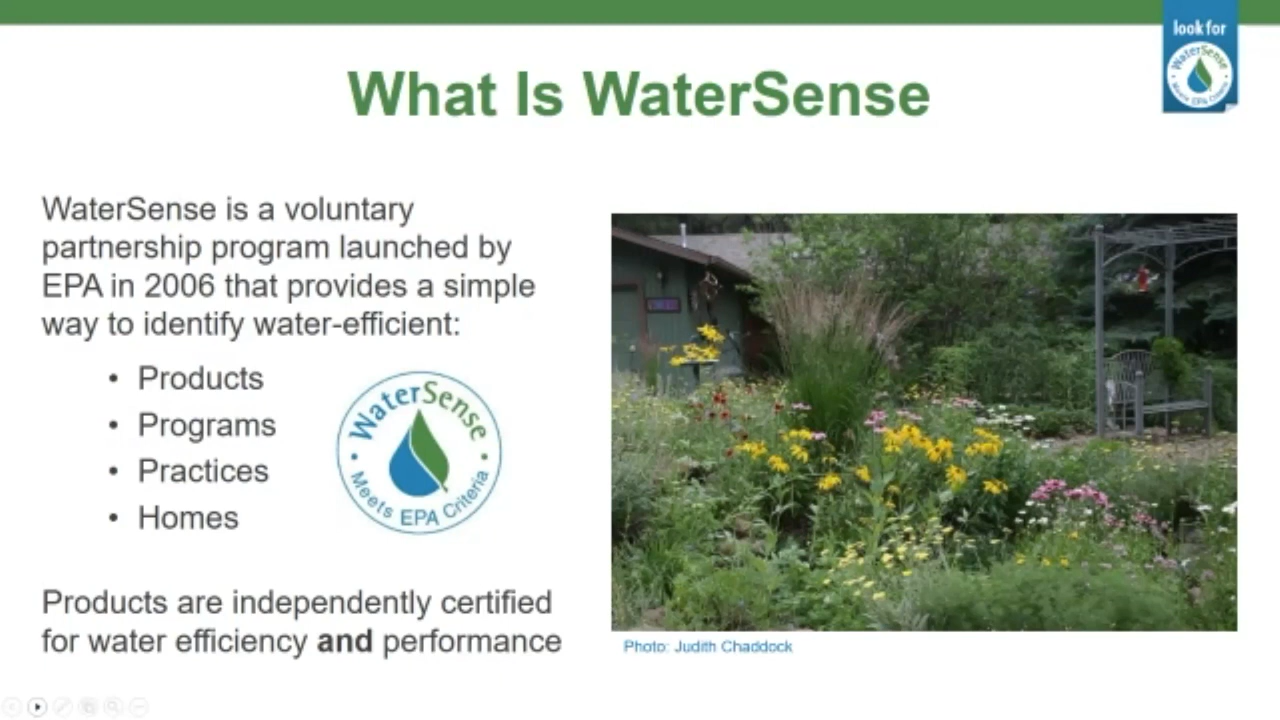 look for
WaterSense
Meets EPA Criteria
What Is WaterSense
WaterSense is a voluntary
partnership program launched by
EPA in 2006 that provides a simple
way to identify water-efficient:
• Products
• Programs
• Practices
• Homes
WaterSense
Meets EPA Criteria
Products are independently certified
for water efficiency and performance
Photo: Judith Chaddock